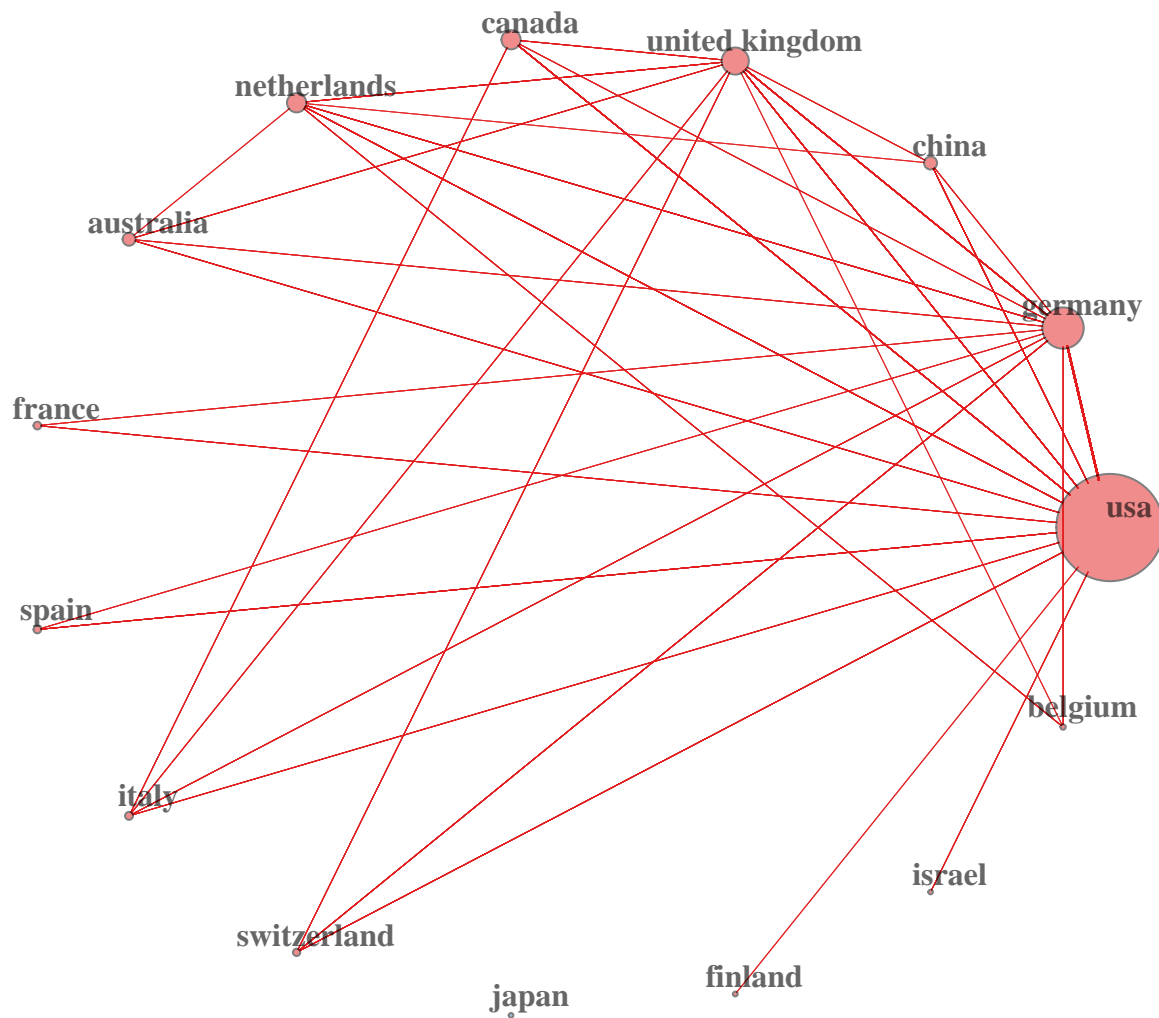 canada
united kingdom
netherlands
china
australia
germany
france
usa
spain
belgium
italy
israel
switzerland
finland
japan